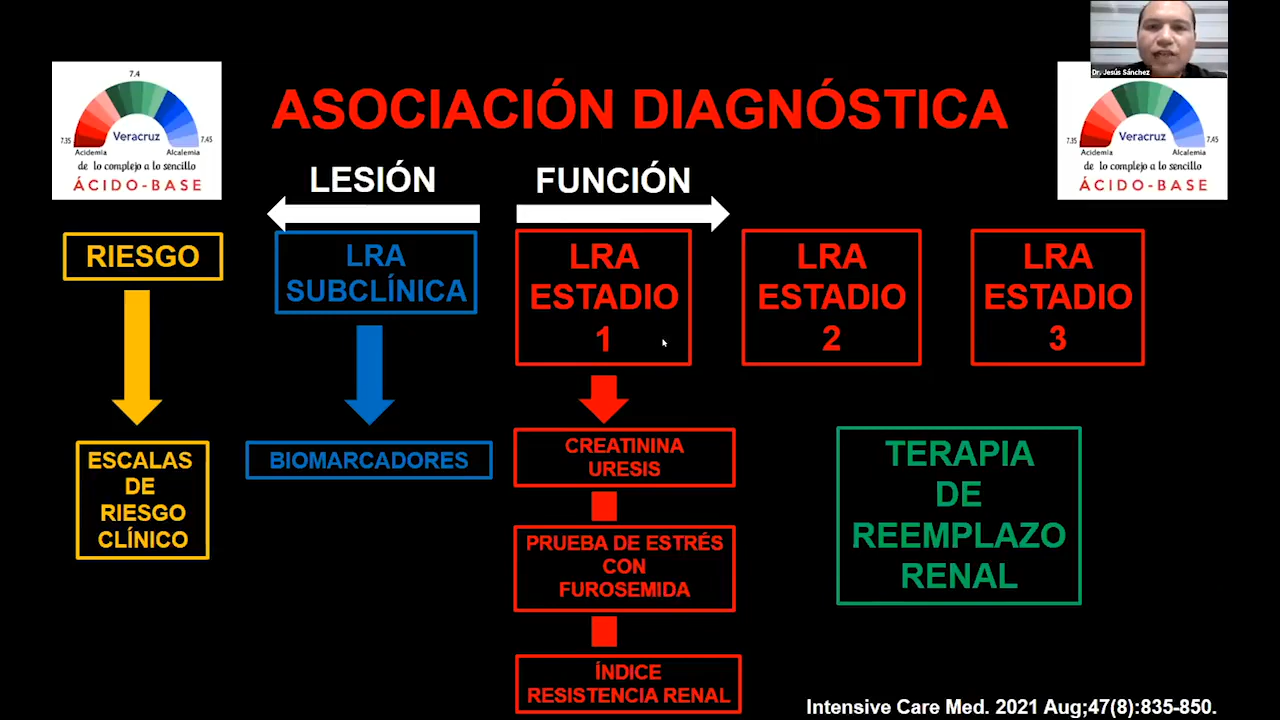 Dr. Jesús Sánchez
7.4
7.35
Veracruz
7.45
Acidemia
Alcalemia
de lo complejo a lo sencillo
ÁCIDO-BASE
ASOCIACIÓN DIAGNÓSTICA
7.35
Veracruz
7.45
Acidemia
Alcalemia
de lo complejo a lo sencillo
ÁCIDO-BASE
LESIÓN
FUNCIÓN
RIESGO
LRA
SUBCLÍNICA
LRA
ESTADIO
1
LRA
ESTADIO
2
LRA
ESTADIO
3
ESCALAS
DE
RIESGO
CLÍNICO
BIOMARCADORES
CREATININA
URESIS
PRUEBA DE ESTRÉS
CON
FUROSEMIDA
ÍNDICE
RESISTENCIA RENAL
TERAPIA
DE
REEMPLAZO
RENAL
Intensive Care Med. 2021 Aug;47(8):835-850.